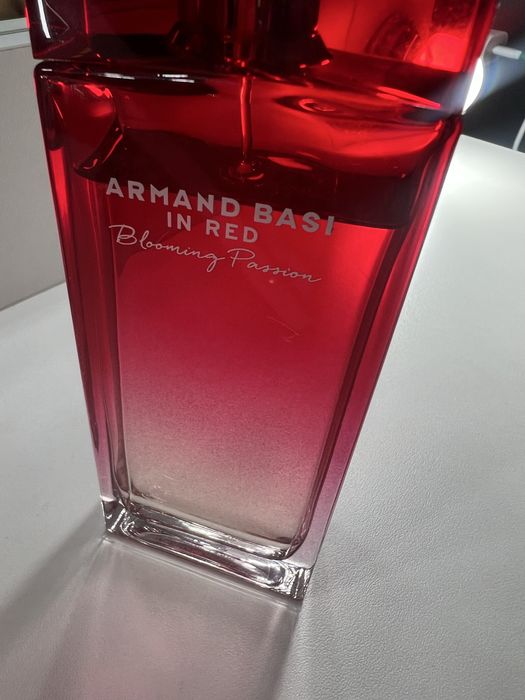 ARMAND BASI
IN RED
Blooming Passion